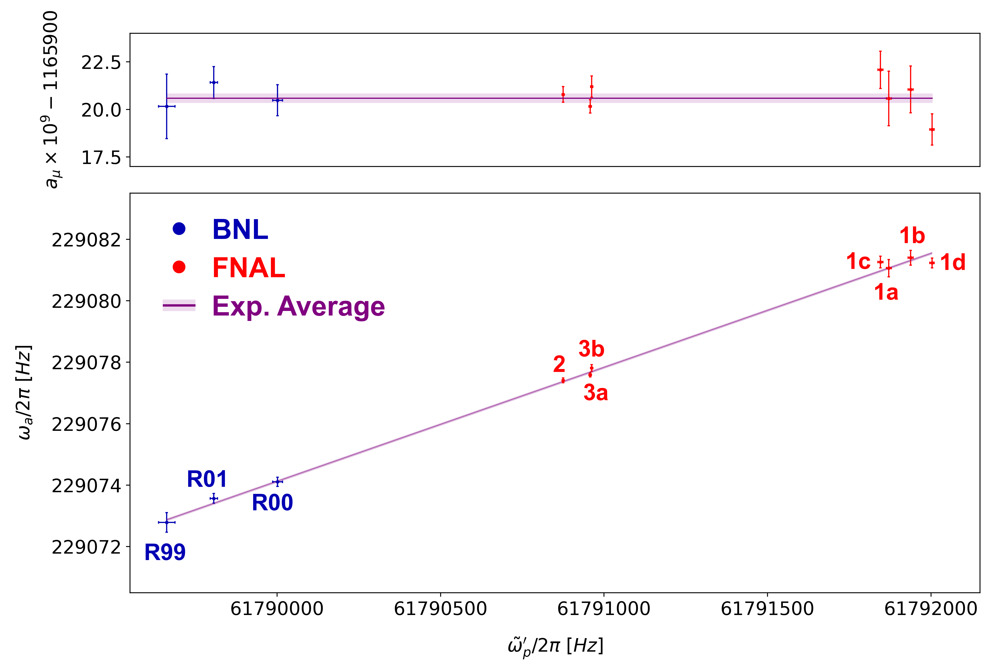 a_μ × 10⁹ − 1165900
22.5
20.0
17.5
BNL
FNAL
Exp. Average
1b
1c
1d
1a
3b
2
3a
R01
R00
R99
ω_a/2π [Hz]
229082
229080
229078
229076
229074
229072
61790000 61790500 61791000 61791500 61792000
ω̃′_p/2π [Hz]